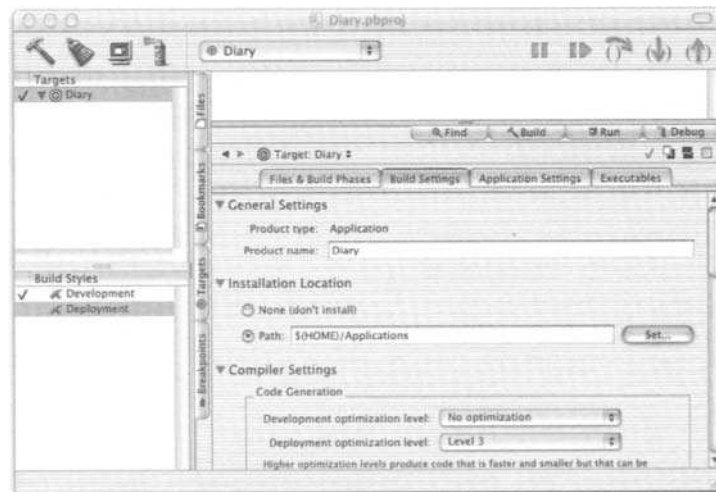 Diary.pbproj
Diary
Targets
Diary
Files
Bookmarks
Targets
Breakpoints
Build Styles
Development
Deployment
Find
Build
Run
Debug
Target: Diary
Files & Build Phases
Build Settings
Application Settings
Executables
General Settings
Product type: Application
Product name: Diary
Installation Location
None (don't install)
Path: $(HOME)/Applications
Set...
Compiler Settings
Code Generation
Development optimization level: No optimization
Deployment optimization level: Level 3
Higher optimization levels produce code that is faster and smaller but that can be